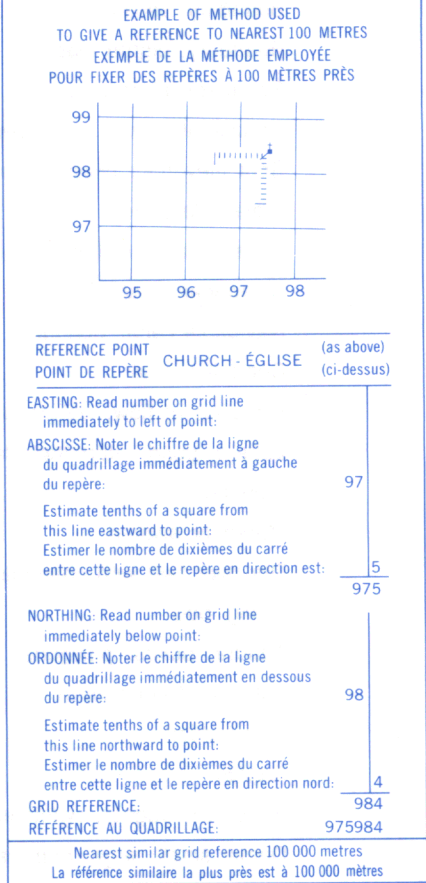 EXAMPLE OF METHOD USED
TO GIVE A REFERENCE TO NEAREST 100 METRES
EXEMPLE DE LA MÉTHODE EMPLOYÉE
POUR FIXER DES REPÈRES À 100 MÈTRES PRÈS
99
98
97
95 96 97 98
REFERENCE POINT CHURCH - ÉGLISE (as above)
POINT DE REPÈRE (ci-dessus)
EASTING: Read number on grid line
immediately to left of point:
ABSCISSE: Noter le chiffre de la ligne
du quadrillage immédiatement à gauche
du repère: 97
Estimate tenths of a square from
this line eastward to point:
Estimer le nombre de dixièmes du carré
entre cette ligne et le repère en direction est: 5
975
NORTHING: Read number on grid line
immediately below point:
ORDONNÉE: Noter le chiffre de la ligne
du quadrillage immédiatement en dessous
du repère: 98
Estimate tenths of a square from
this line northward to point:
Estimer le nombre de dixièmes du carré
entre cette ligne et le repère en direction nord: 4
GRID REFERENCE: 984
RÉFÉRENCE AU QUADRILLAGE: 975984
Nearest similar grid reference 100 000 metres
La référence similaire la plus près est à 100 000 mètres